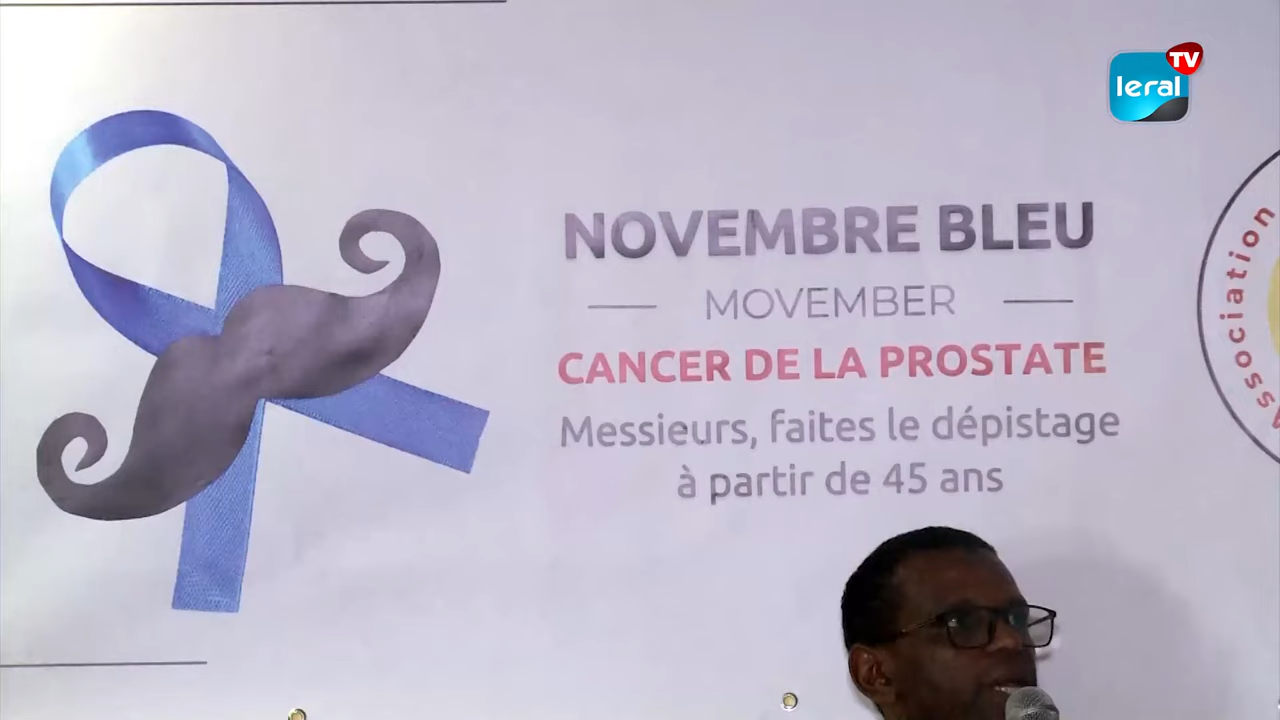 leral
TV
NOVEMBRE BLEU
MOVEMBER
CANCER DE LA PROSTATE
Messieurs, faites le dépistage
à partir de 45 ans
Association